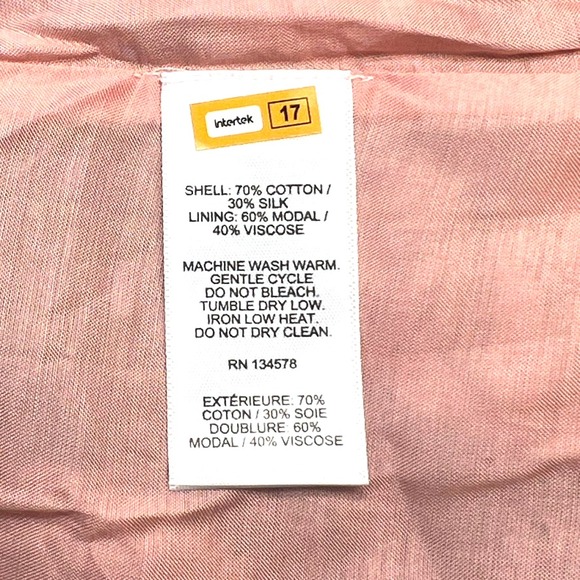 intertek 17
SHELL: 70% COTTON /
30% SILK
LINING: 60% MODAL /
40% VISCOSE
MACHINE WASH WARM.
GENTLE CYCLE
DO NOT BLEACH.
TUMBLE DRY LOW.
IRON LOW HEAT.
DO NOT DRY CLEAN.
RN 134578
EXTÉRIEURE: 70%
COTON / 30% SOIE
DOUBLURE: 60%
MODAL / 40% VISCOSE